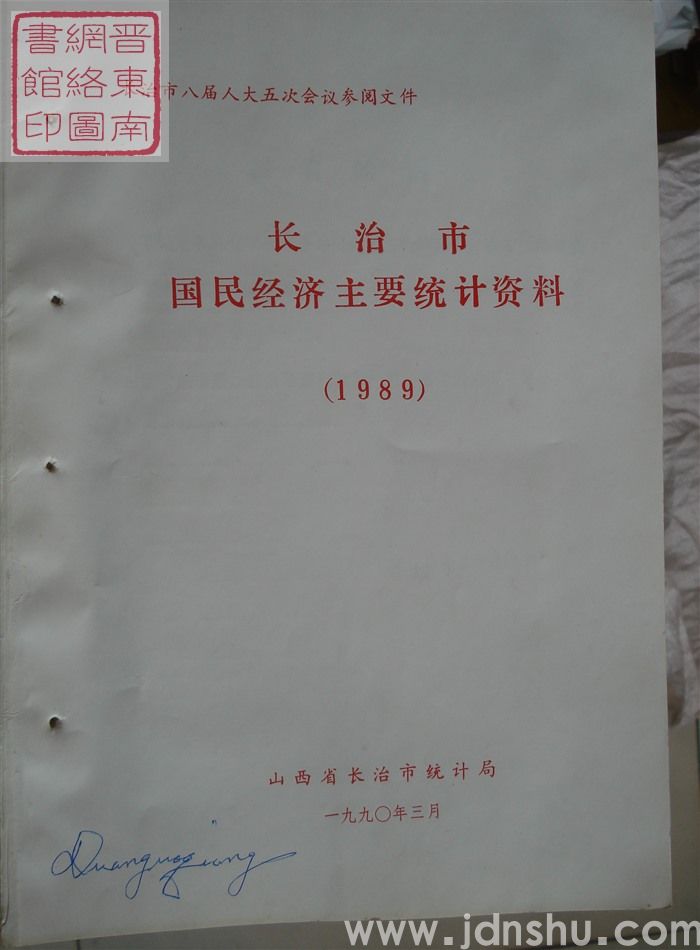 晋东南
網絡圖
書館印
治市八届人大五次会议参阅文件
长治市
国民经济主要统计资料
(1989)
山西省长治市统计局
一九九〇年三月
www.jdnshu.com